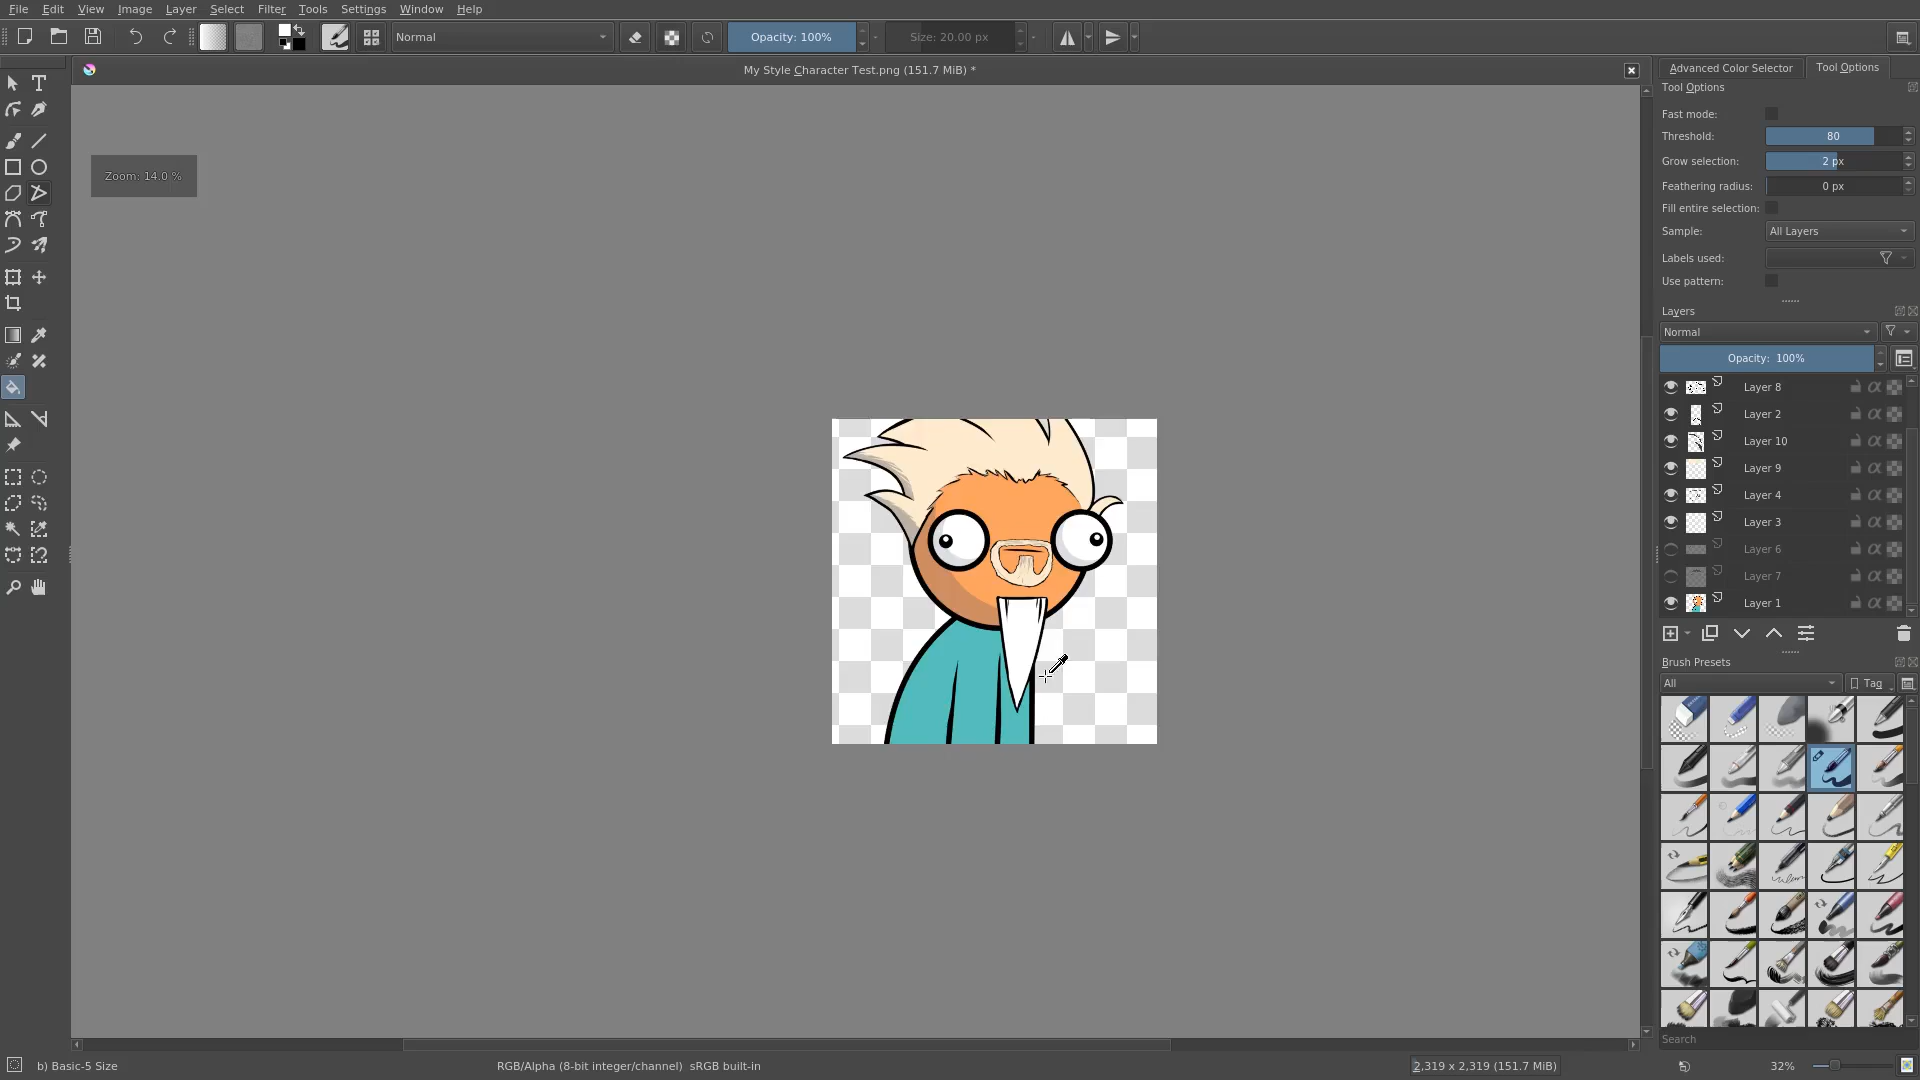 File Edit View Image Layer Select Filter Tools Settings Window Help
Normal Opacity: 100% Size: 20.00 px
My Style Character Test.png (151.7 MiB) *
Zoom: 14.0 %
Advanced Color Selector Tool Options
Tool Options
Fast mode:
Threshold: 80
Grow selection: 2 px
Feathering radius: 0 px
Fill entire selection:
Sample: All Layers
Labels used:
Use pattern:
Layers
Normal
Opacity: 100%
Layer 8
Layer 2
Layer 10
Layer 9
Layer 4
Layer 3
Layer 6
Layer 7
Layer 1
Brush Presets
All Tag
Search
b) Basic-5 Size RGB/Alpha (8-bit integer/channel) sRGB built-in 2,319 x 2,319 (151.7 MiB) 32%